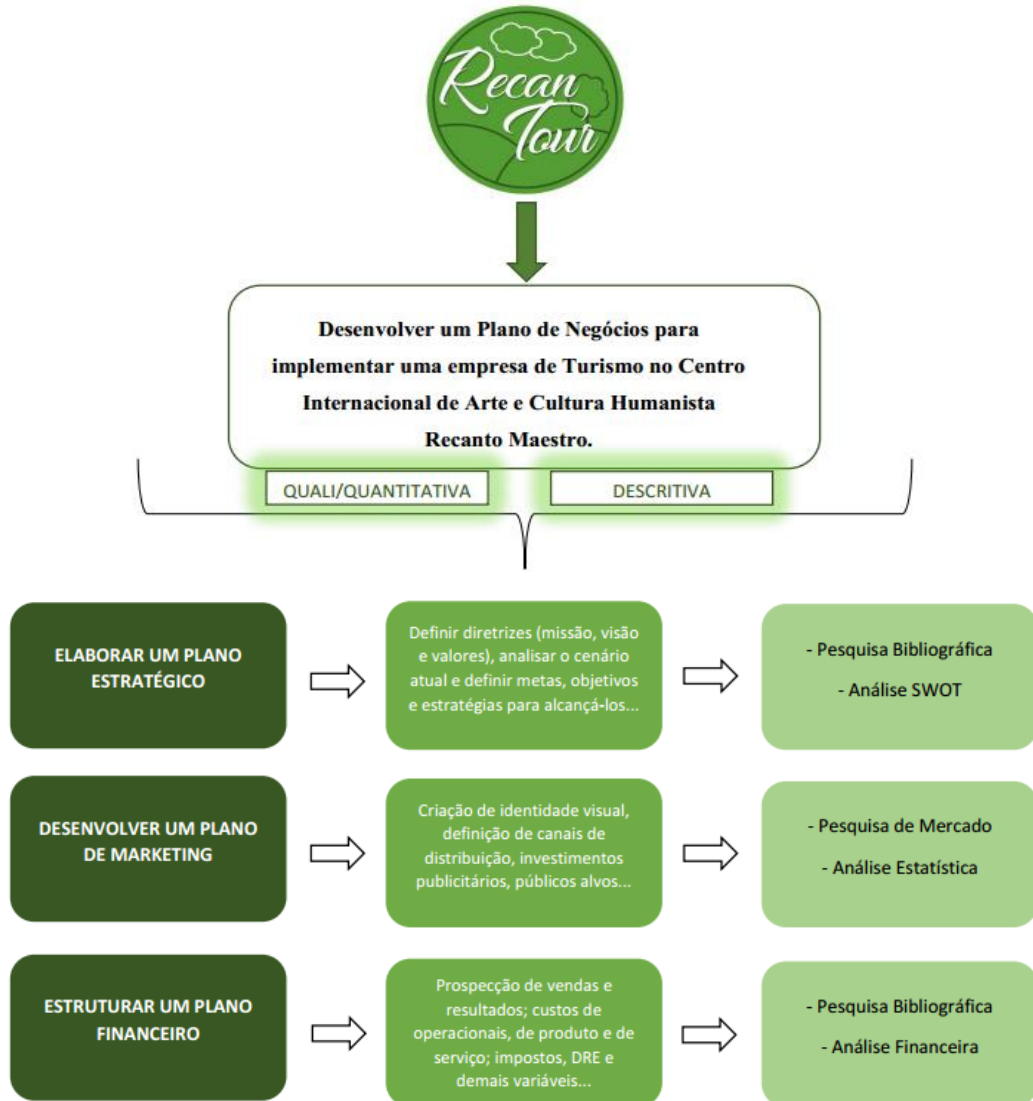 Recan
Tour
Desenvolver um Plano de Negócios para
implementar uma empresa de Turismo no Centro
Internacional de Arte e Cultura Humanista
Recanto Maestro.
QUALI/QUANTITATIVA
DESCRITIVA
ELABORAR UM PLANO
ESTRATÉGICO
Definir diretrizes (missão, visão
e valores), analisar o cenário
atual e definir metas, objetivos
e estratégias para alcançá-los...
- Pesquisa Bibliográfica
- Análise SWOT
DESENVOLVER UM PLANO
DE MARKETING
Criação de identidade visual,
definição de canais de
distribuição, investimentos
publicitários, públicos alvos...
- Pesquisa de Mercado
- Análise Estatística
ESTRUTURAR UM PLANO
FINANCEIRO
Prospecção de vendas e
resultados; custos de
operacionais, de produto e de
serviço; impostos, DRE e
demais variáveis...
- Pesquisa Bibliográfica
- Análise Financeira